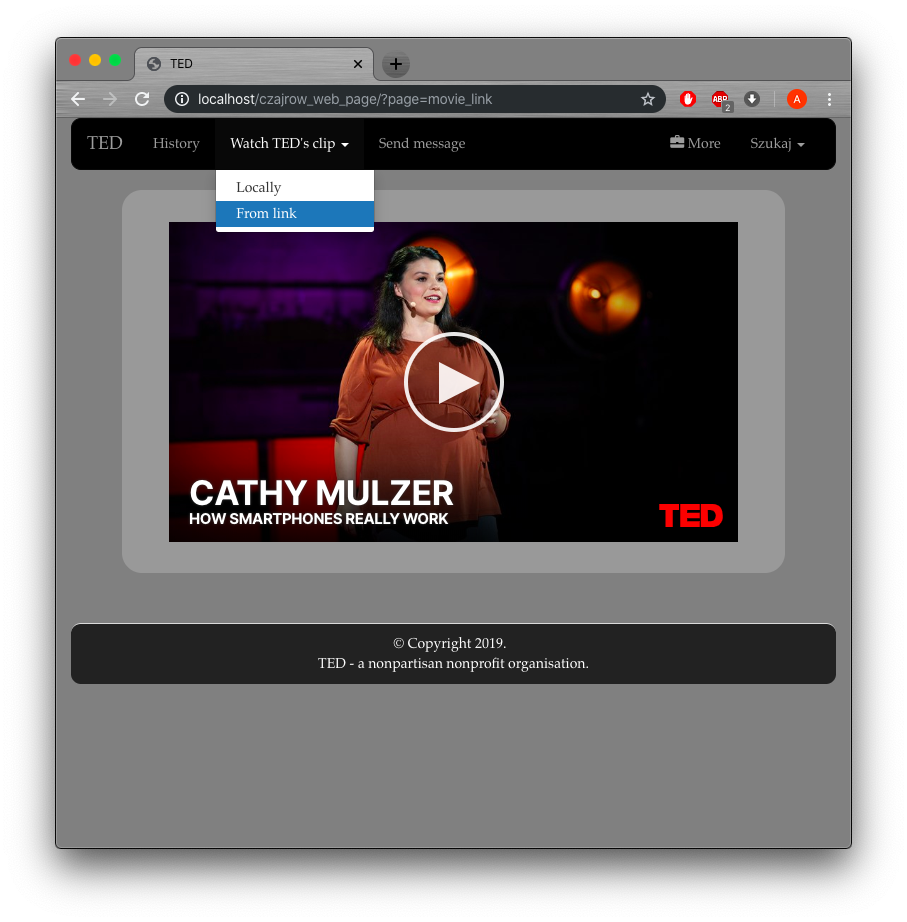 TED
localhost/czajrow_web_page/?page=movie_link
ABP
2
A
TED
History
Watch TED's clip
Send message
More
Szukaj
Locally
From link
CATHY MULZER
HOW SMARTPHONES REALLY WORK
TED
© Copyright 2019.
TED - a nonpartisan nonprofit organisation.